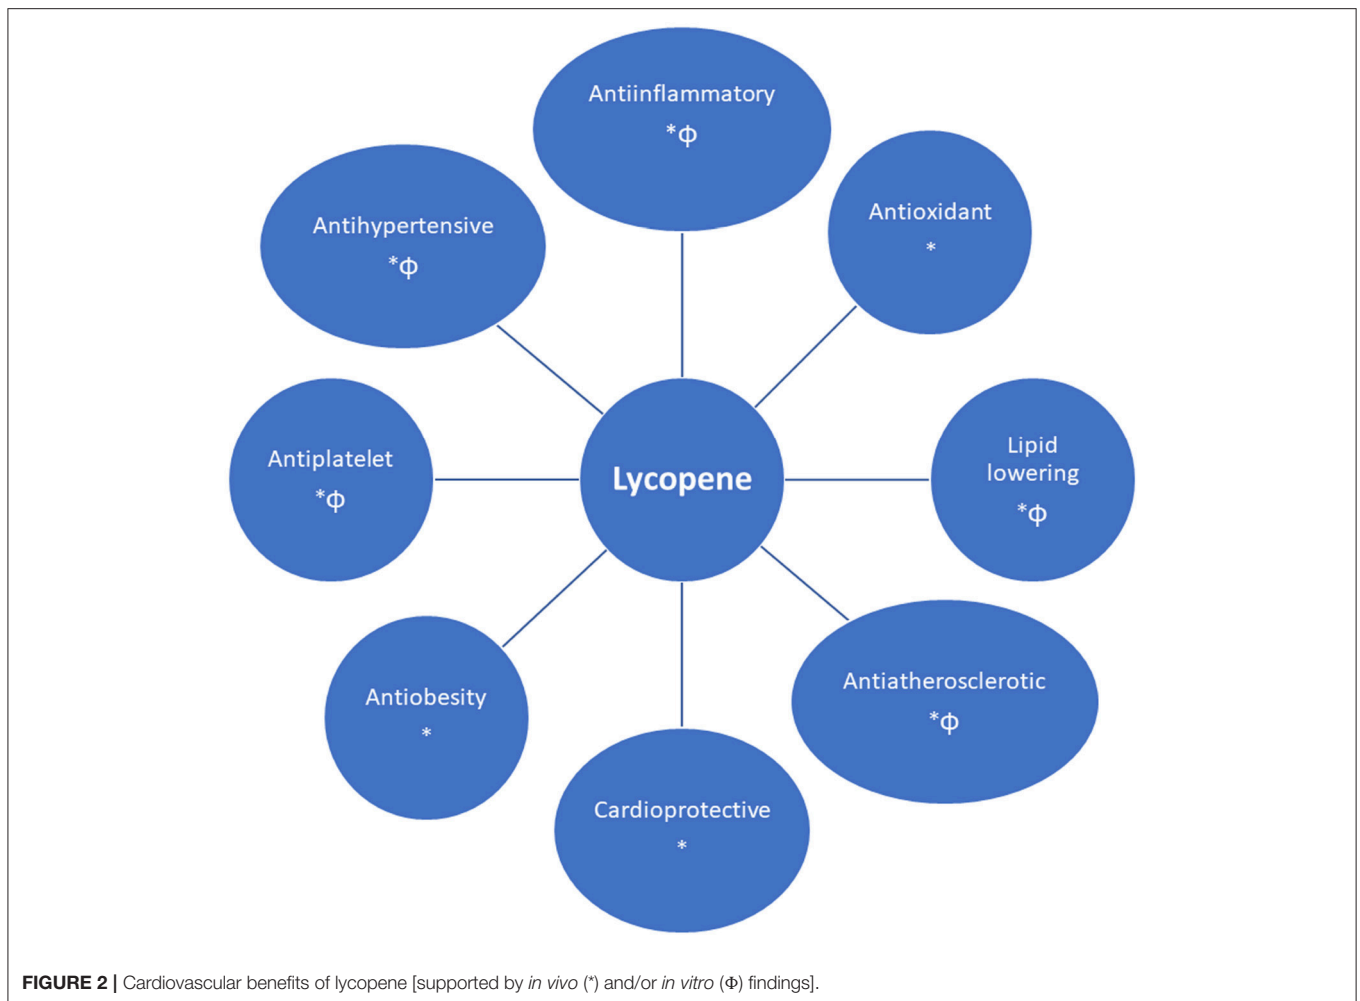 Antiinflammatory
*Φ
Antioxidant
*
Antihypertensive
*Φ
Lipid
lowering
*Φ
Antiplatelet
*Φ
Lycopene
Antiatherosclerotic
*Φ
Antiobesity
*
Cardioprotective
*
FIGURE 2 | Cardiovascular benefits of lycopene [supported by in vivo (*) and/or in vitro (Φ) findings].